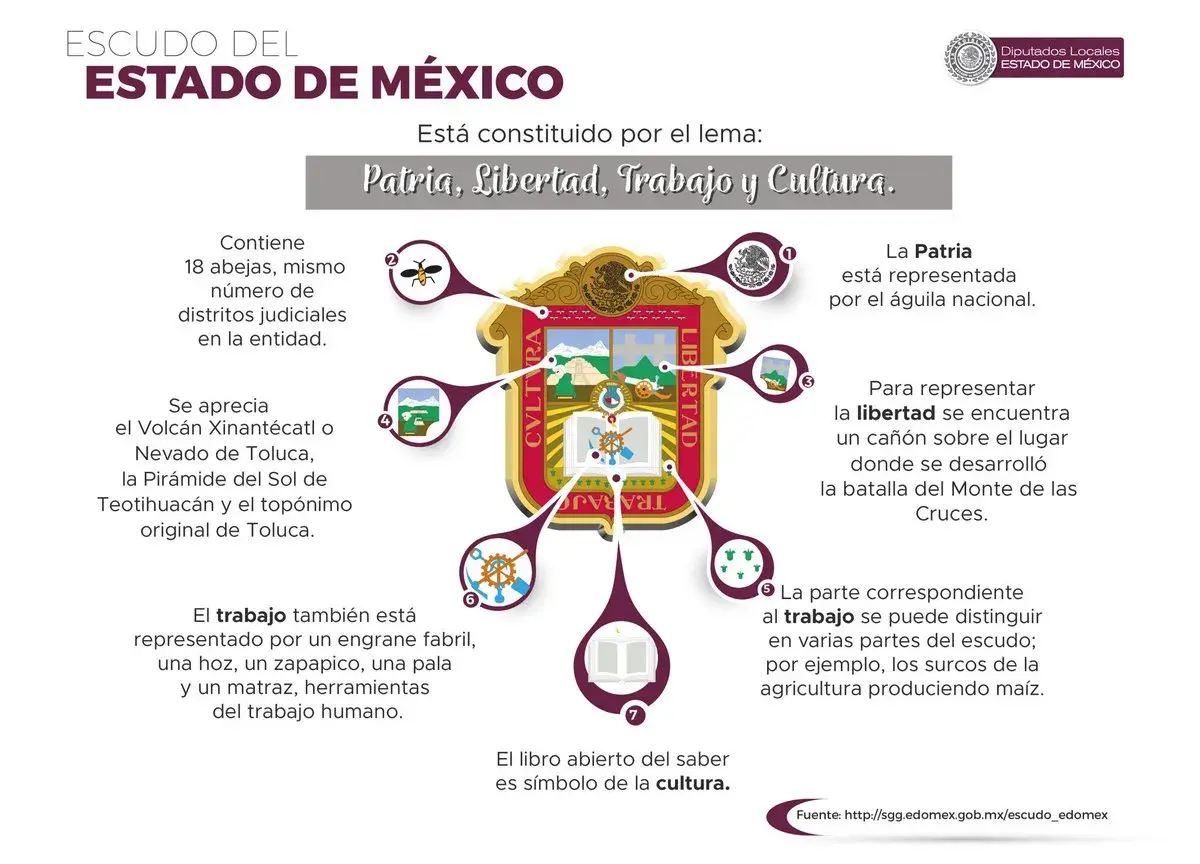 ESCUDO DEL
ESTADO DE MÉXICO
Diputados Locales
ESTADO DE MÉXICO
Está constituido por el lema:
Patria, Libertad, Trabajo y Cultura.
1
La Patria
está representada
por el águila nacional.
2
Contiene
18 abejas, mismo
número de
distritos judiciales
en la entidad.
3
Para representar
la libertad se encuentra
un cañón sobre el lugar
donde se desarrolló
la batalla del Monte de las
Cruces.
4
Se aprecia
el Volcán Xinantécatl o
Nevado de Toluca,
la Pirámide del Sol de
Teotihuacán y el topónimo
original de Toluca.
CVLTVRA
LIBERTAD
TRABAJO
5
La parte correspondiente
al trabajo se puede distinguir
en varias partes del escudo;
por ejemplo, los surcos de la
agricultura produciendo maíz.
6
El trabajo también está
representado por un engrane fabril,
una hoz, un zapapico, una pala
y un matraz, herramientas
del trabajo humano.
7
El libro abierto del saber
es símbolo de la cultura.
Fuente: http://sgg.edomex.gob.mx/escudo_edomex